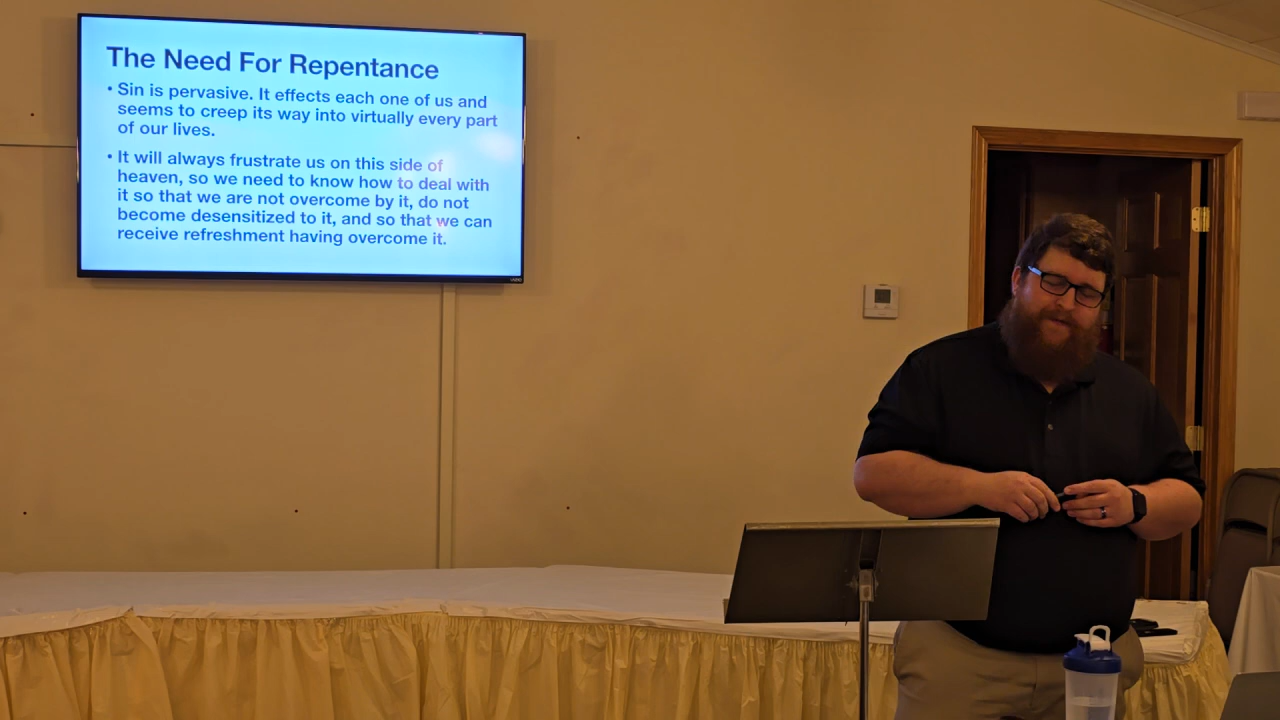 The Need For Repentance
• Sin is pervasive. It effects each one of us and
seems to creep its way into virtually every part
of our lives.
• It will always frustrate us on this side of
heaven, so we need to know how to deal with
it so that we are not overcome by it, do not
become desensitized to it, and so that we can
receive refreshment having overcome it.
VIZIO